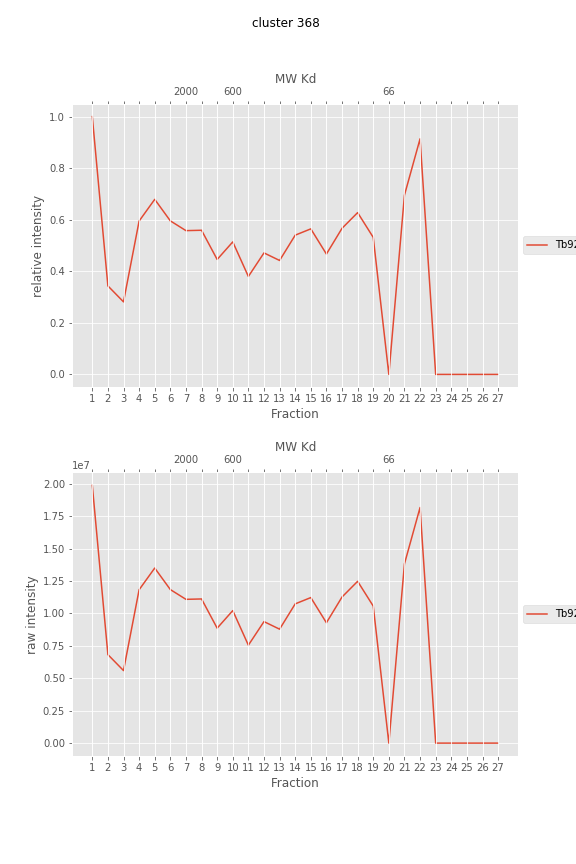 cluster 368
MW Kd
2000 600 66
1.0
0.8
0.6
0.4
0.2
0.0
relative intensity
Tb92
1 2 3 4 5 6 7 8 9 10 11 12 13 14 15 16 17 18 19 20 21 22 23 24 25 26 27
Fraction
MW Kd
2000 600 66
1e7
2.00
1.75
1.50
1.25
1.00
0.75
0.50
0.25
0.00
raw intensity
Tb92
1 2 3 4 5 6 7 8 9 10 11 12 13 14 15 16 17 18 19 20 21 22 23 24 25 26 27
Fraction